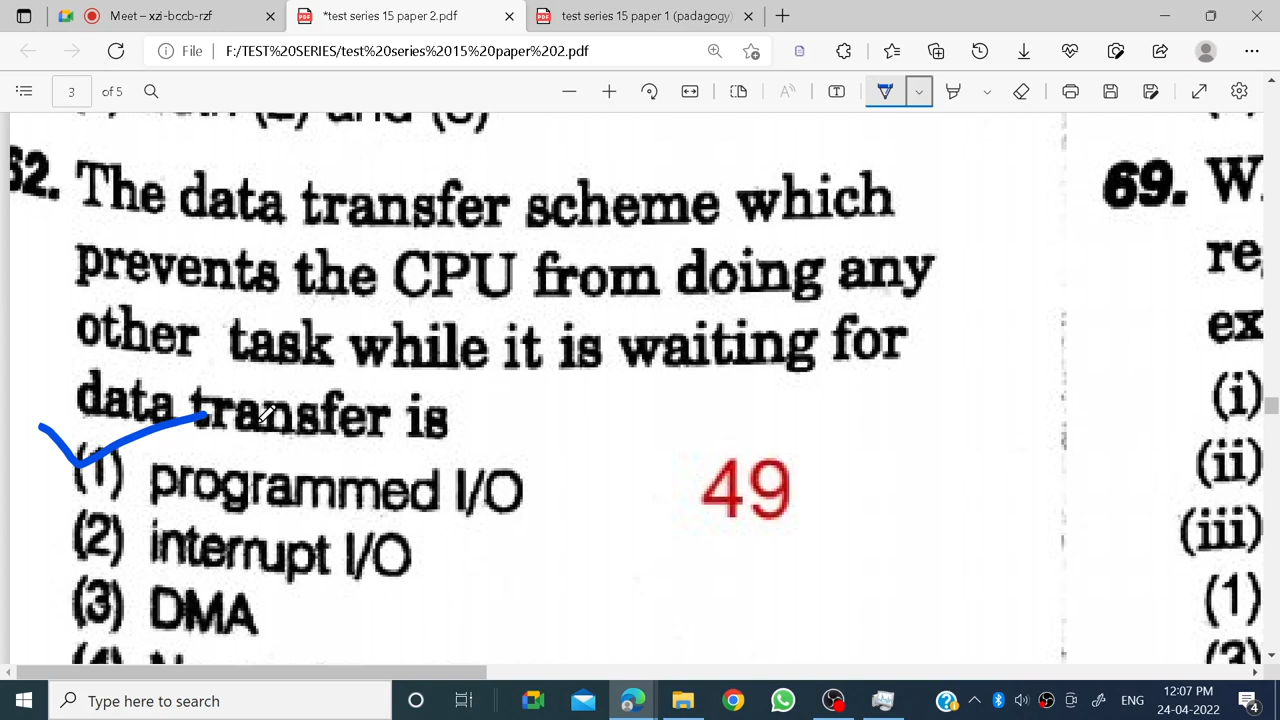 Meet – xzi-bccb-rzf
*test series 15 paper 2.pdf
test series 15 paper 1 (padagogy)
File
F:/TEST%20SERIES/test%20series%2015%20paper%202.pdf
3 of 5
62. The data transfer scheme which
prevents the CPU from doing any
other task while it is waiting for
data transfer is
(1) programmed I/O
49
(2) interrupt I/O
(3) DMA
69. W
re
ex
(i)
(ii)
(iii)
(1)
Type here to search
ENG
12:07 PM
24-04-2022
4